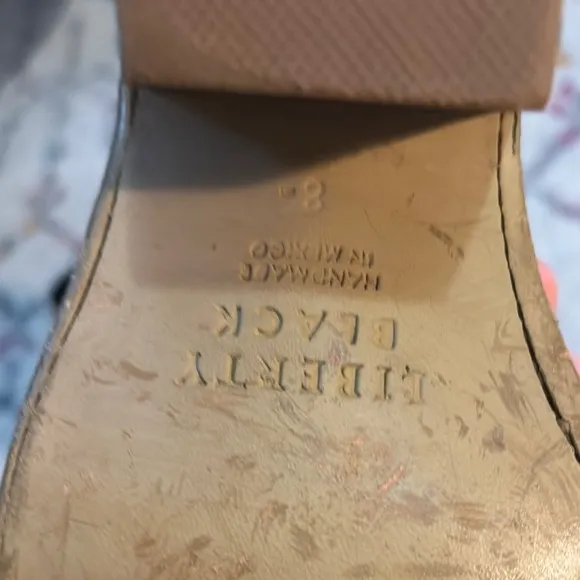 LIBERTY
BLACK
HANDMADE
IN MEXICO
8-